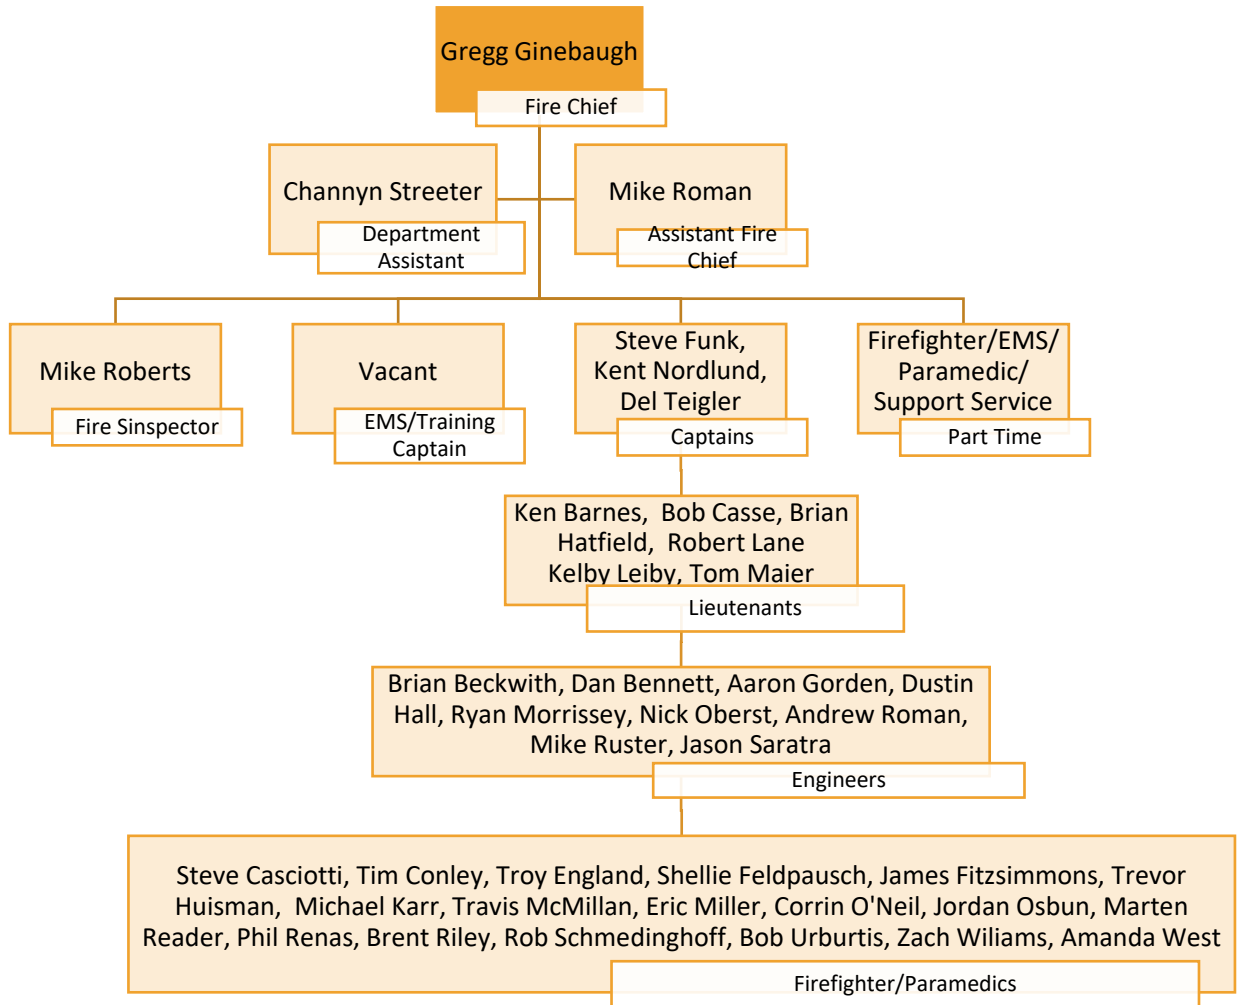 Gregg Ginebaugh
Fire Chief
Channyn Streeter
Department
Assistant
Mike Roman
Assistant Fire
Chief
Mike Roberts
Fire Sinspector
Vacant
EMS/Training
Captain
Steve Funk,
Kent Nordlund,
Del Teigler
Captains
Firefighter/EMS/
Paramedic/
Support Service
Part Time
Ken Barnes,  Bob Casse, Brian
Hatfield,  Robert Lane
Kelby Leiby, Tom Maier
Lieutenants
Brian Beckwith, Dan Bennett, Aaron Gorden, Dustin
Hall, Ryan Morrissey, Nick Oberst, Andrew Roman,
Mike Ruster, Jason Saratra
Engineers
Steve Casciotti, Tim Conley, Troy England, Shellie Feldpausch, James Fitzsimmons, Trevor
Huisman,  Michael Karr, Travis McMillan, Eric Miller, Corrin O'Neil, Jordan Osbun, Marten
Reader, Phil Renas, Brent Riley, Rob Schmedinghoff, Bob Urburtis, Zach Wiliams, Amanda West
Firefighter/Paramedics